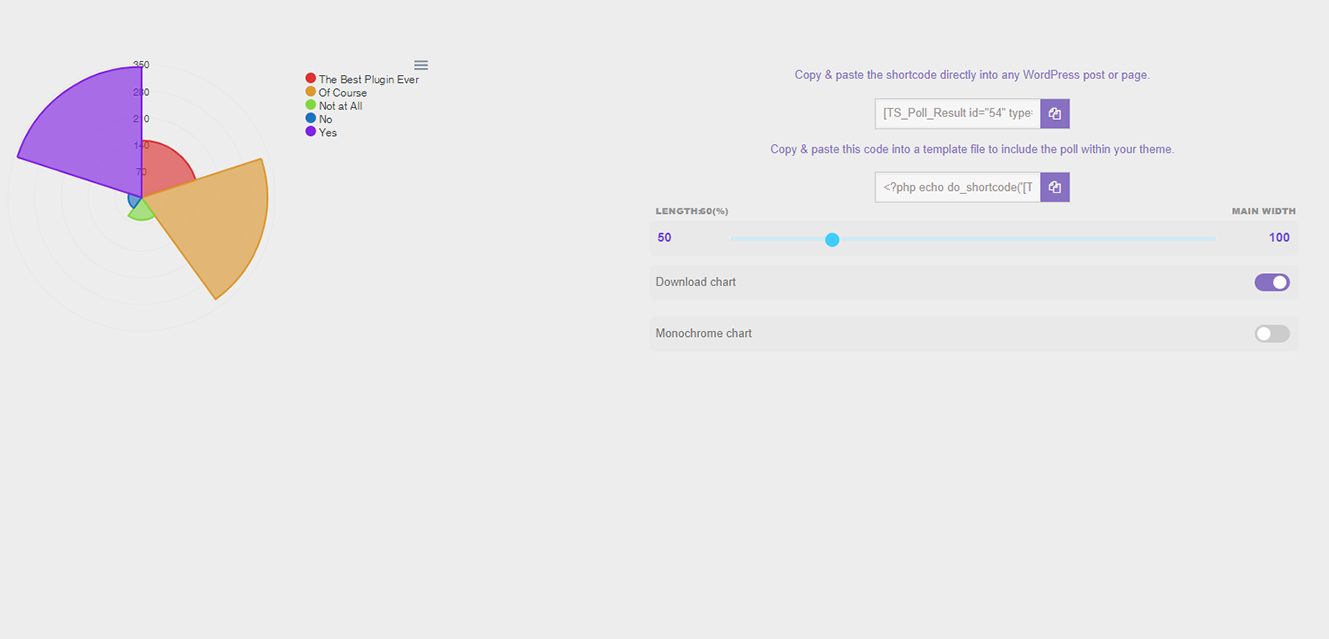 350
280
210
140
70
The Best Plugin Ever
Of Course
Not at All
No
Yes
Copy & paste the shortcode directly into any WordPress post or page.
[TS_Poll_Result id="54" type=
Copy & paste this code into a template file to include the poll within your theme.
<?php echo do_shortcode('[T
LENGTH:60(%) MAIN WIDTH
50 100
Download chart
Monochrome chart